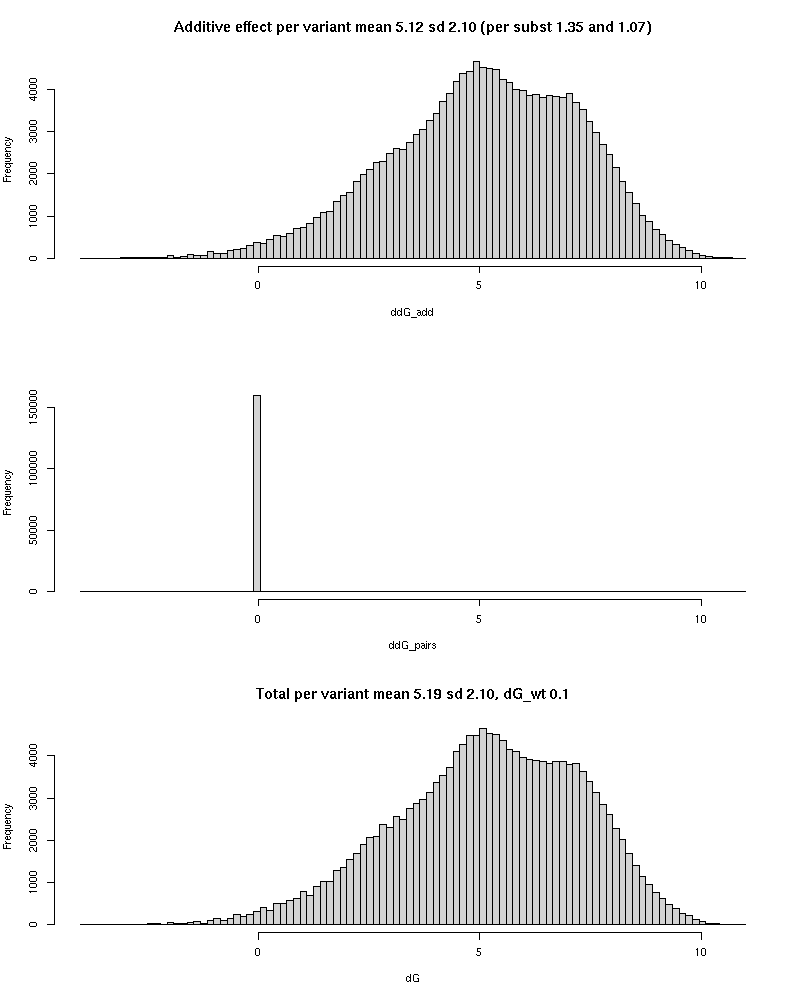 Additive effect per variant mean 5.12 sd 2.10 (per subst 1.35 and 1.07)
Frequency
4000
3000
2000
1000
0
0 5 10
ddG_add
Frequency
150000
100000
50000
0
0 5 10
ddG_pairs
Total per variant mean 5.19 sd 2.10, dG_wt 0.1
Frequency
4000
3000
2000
1000
0
0 5 10
dG